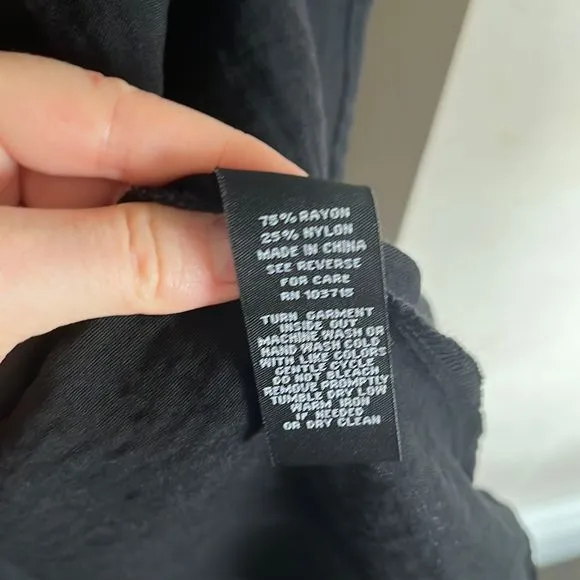 75% RAYON
25% NYLON
MADE IN CHINA
SEE REVERSE
FOR CARE
RN 103715
TURN GARMENT
INSIDE OUT
MACHINE WASH OR
HAND WASH COLD
WITH LIKE COLORS
GENTLE CYCLE
DO NOT BLEACH
REMOVE PROMPTLY
TUMBLE DRY LOW
WARM IRON
IF NEEDED
OR DRY CLEAN